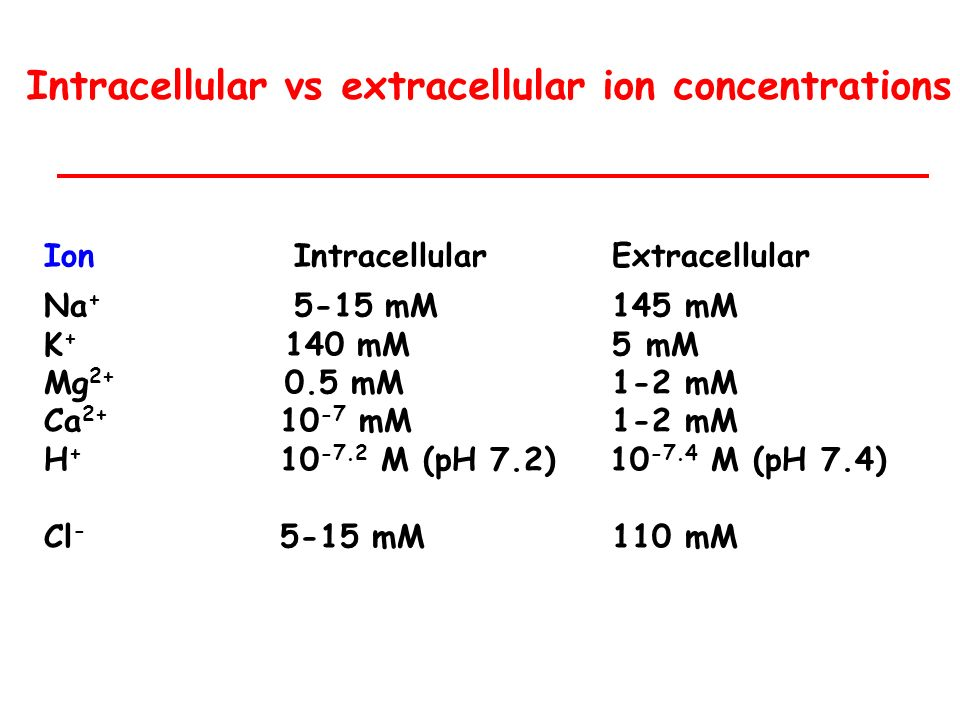 Intracellular vs extracellular ion concentrations
Ion Intracellular Extracellular
Na⁺ 5-15 mM 145 mM
K⁺ 140 mM 5 mM
Mg²⁺ 0.5 mM 1-2 mM
Ca²⁺ 10⁻⁷ mM 1-2 mM
H⁺ 10⁻⁷·² M (pH 7.2) 10⁻⁷·⁴ M (pH 7.4)
Cl⁻ 5-15 mM 110 mM